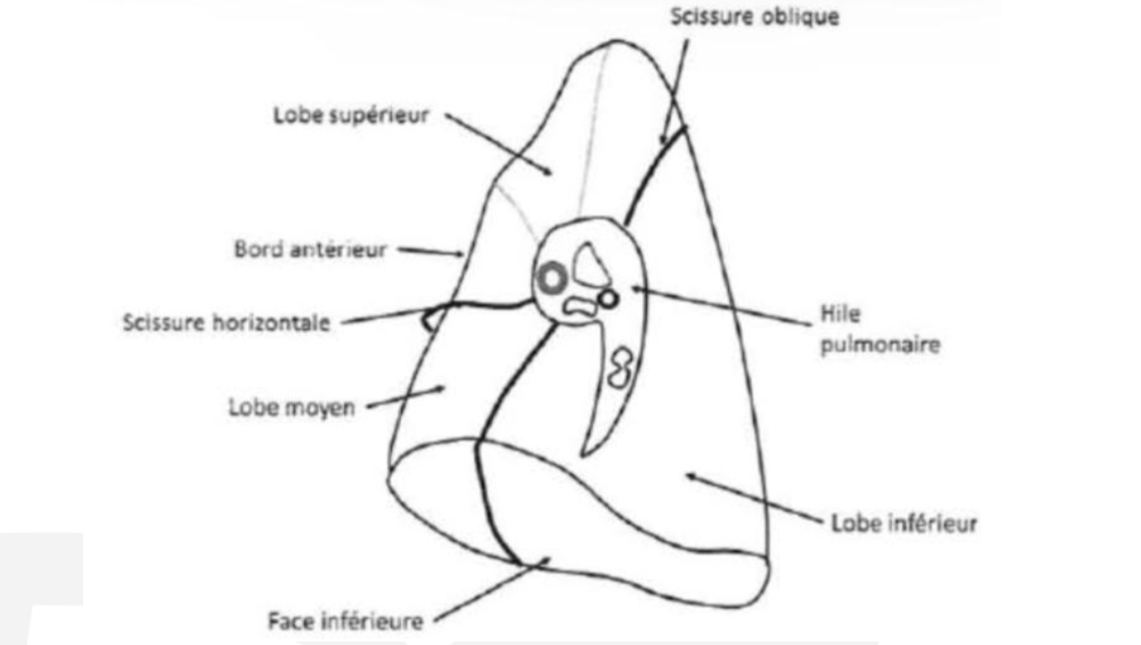 Scissure oblique
Lobe supérieur
Bord antérieur
Scissure horizontale
Hile
pulmonaire
Lobe moyen
Lobe inférieur
Face inférieure